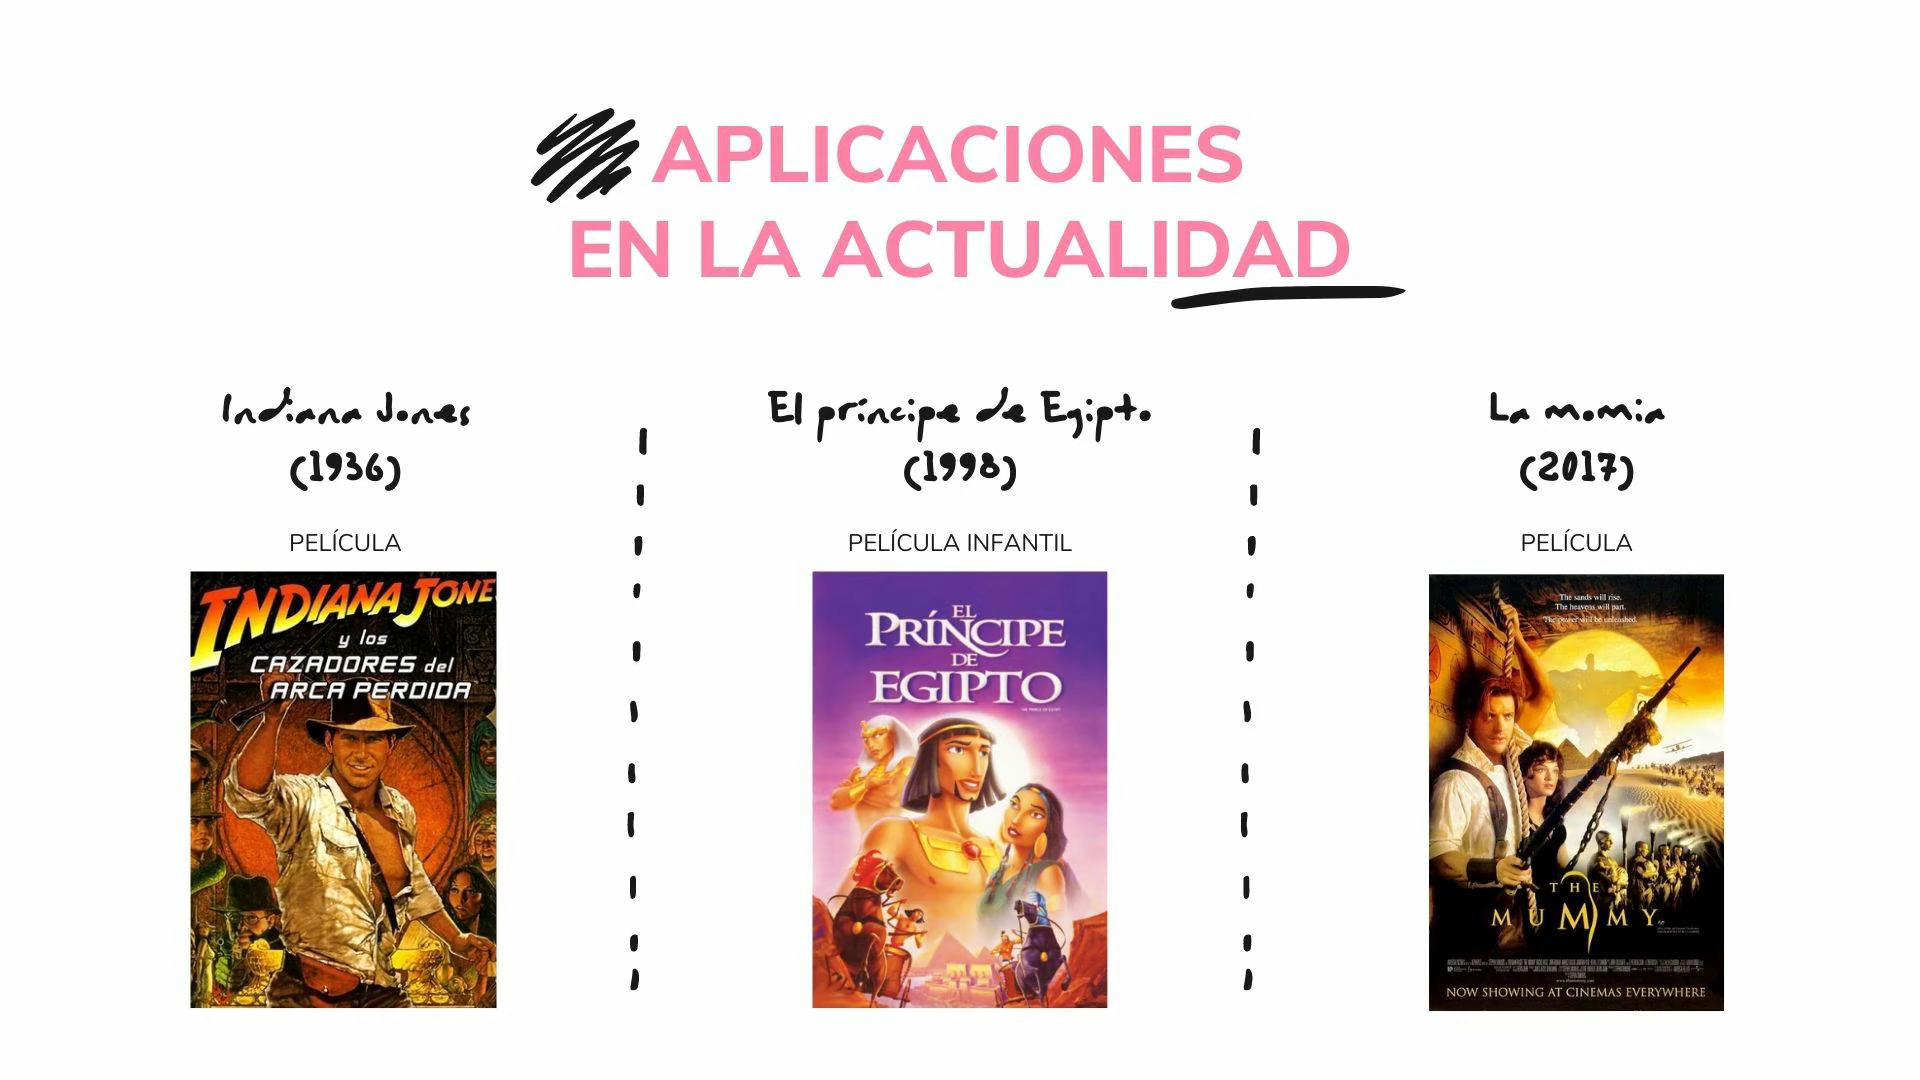 APLICACIONES
EN LA ACTUALIDAD
Indiana Jones
(1936)
PELÍCULA
INDIANA JONE
y los
CAZADORES del
ARCA PERDIDA
El príncipe de Egipto
(1998)
PELÍCULA INFANTIL
EL
PRÍNCIPE
DE
EGIPTO
La momia
(2017)
PELÍCULA
The sands will rise.
The heavens will part.
The power will be unleashed.
THE
MUMMY
NOW SHOWING AT CINEMAS EVERYWHERE